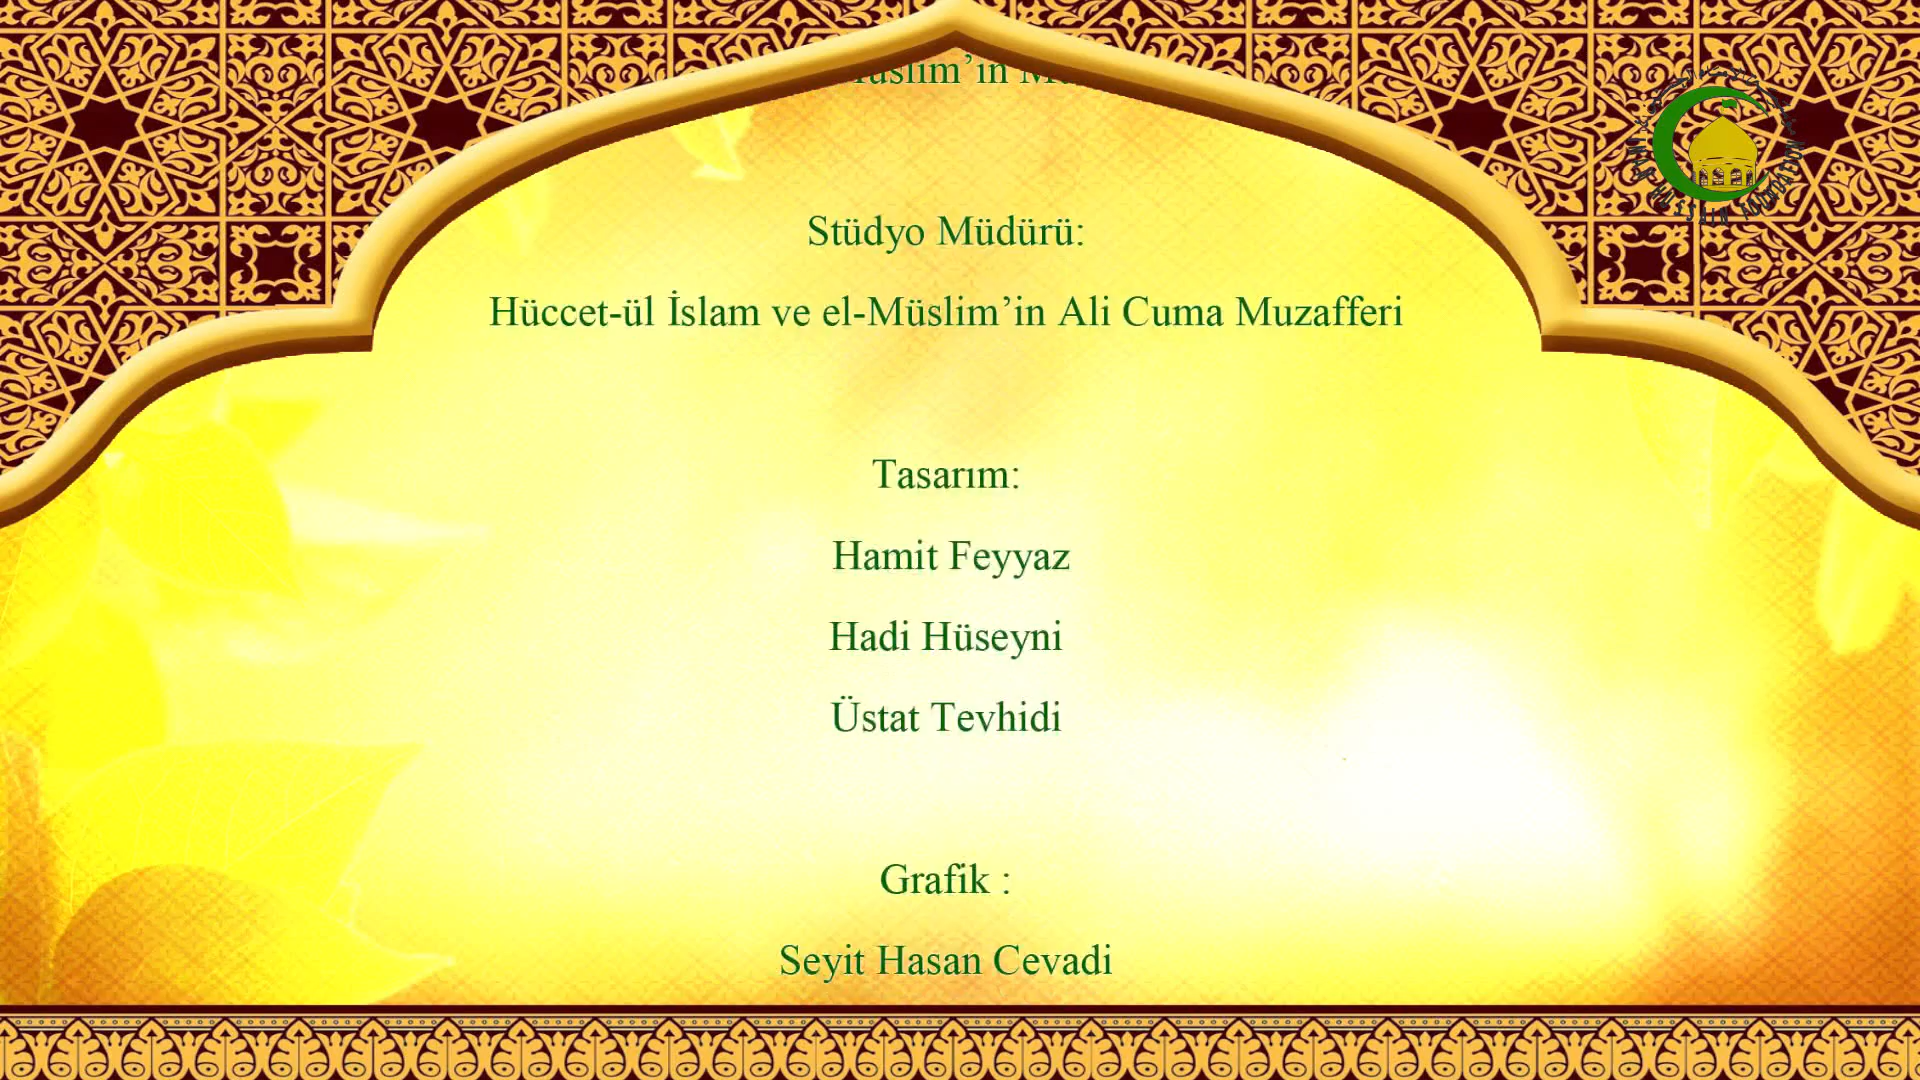 Stüdyo Müdürü:
Hüccet-ül İslam ve el-Müslim’in Ali Cuma Muzafferi
Tasarım:
Hamit Feyyaz
Hadi Hüseyni
Üstat Tevhidi
Grafik :
Seyit Hasan Cevadi